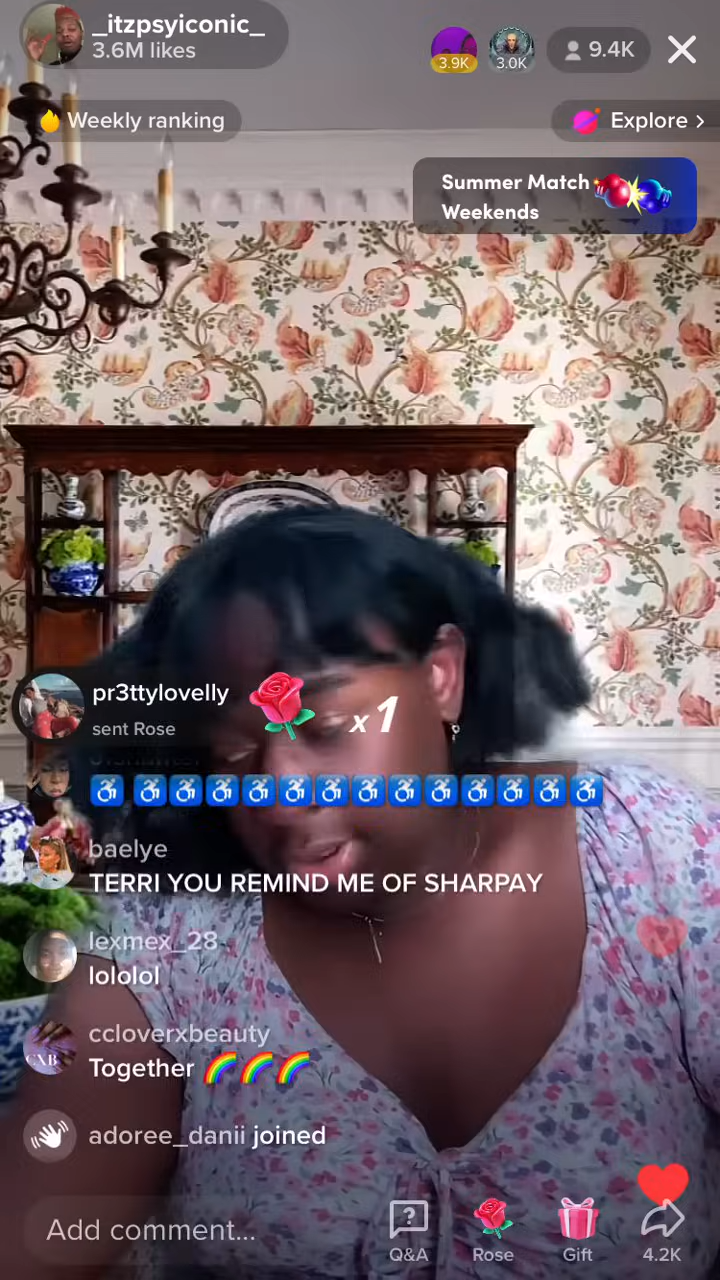 _itzpsyiconic_
3.6M likes
3.9K
3.0K
9.4K
Weekly ranking
Explore >
Summer Match
Weekends
pr3ttylovelly
sent Rose
x1
♿ ♿♿♿♿♿♿♿♿♿♿♿♿♿
baelye
TERRI YOU REMIND ME OF SHARPAY
lexmex_28
lololol
CXB
ccloverxbeauty
Together 🌈🌈🌈
adoree_danii joined
Add comment...
Q&A
Rose
Gift
4.2K